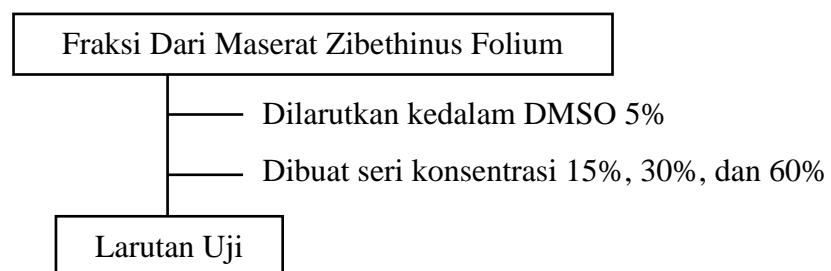 Fraksi Dari Maserat Zibethinus Folium
Dilarutkan kedalam DMSO 5%
Dibuat seri konsentrasi 15%, 30%, dan 60%
Larutan Uji